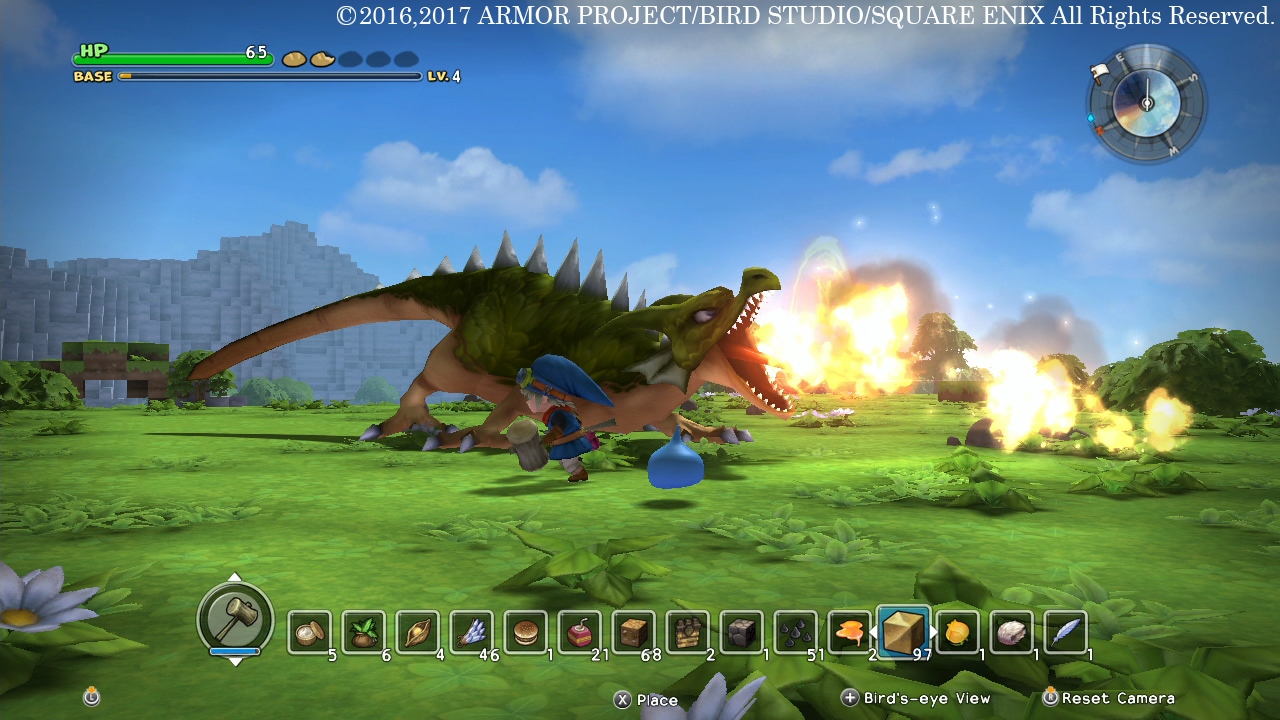 ©2016,2017 ARMOR PROJECT/BIRD STUDIO/SQUARE ENIX All Rights Reserved.
HP 65
BASE LV. 4
E
S
W
5 6 4 46 1 21 68 2 1 51 2 97 1 1 1
L X Place + Bird's-eye View R Reset Camera